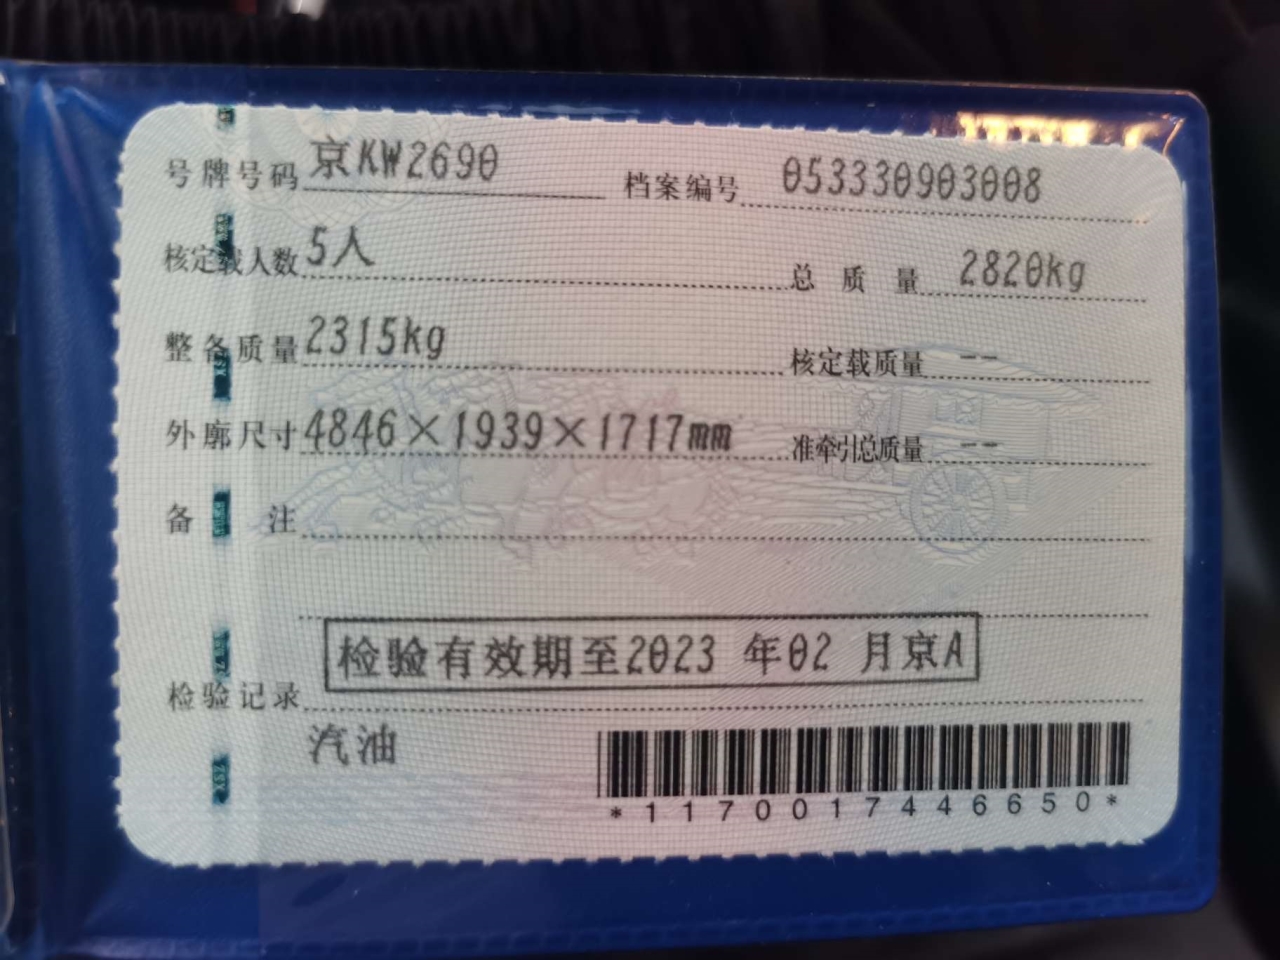 号牌号码 京KW2690 档案编号 053330903008
核定载人数 5人 总质量 2820kg
整备质量 2315kg 核定载质量 --
外廓尺寸 4846×1939×1717mm 准牵引总质量 --
备注
检验有效期至2023 年02 月京A
检验记录
汽油
*1170017446650*